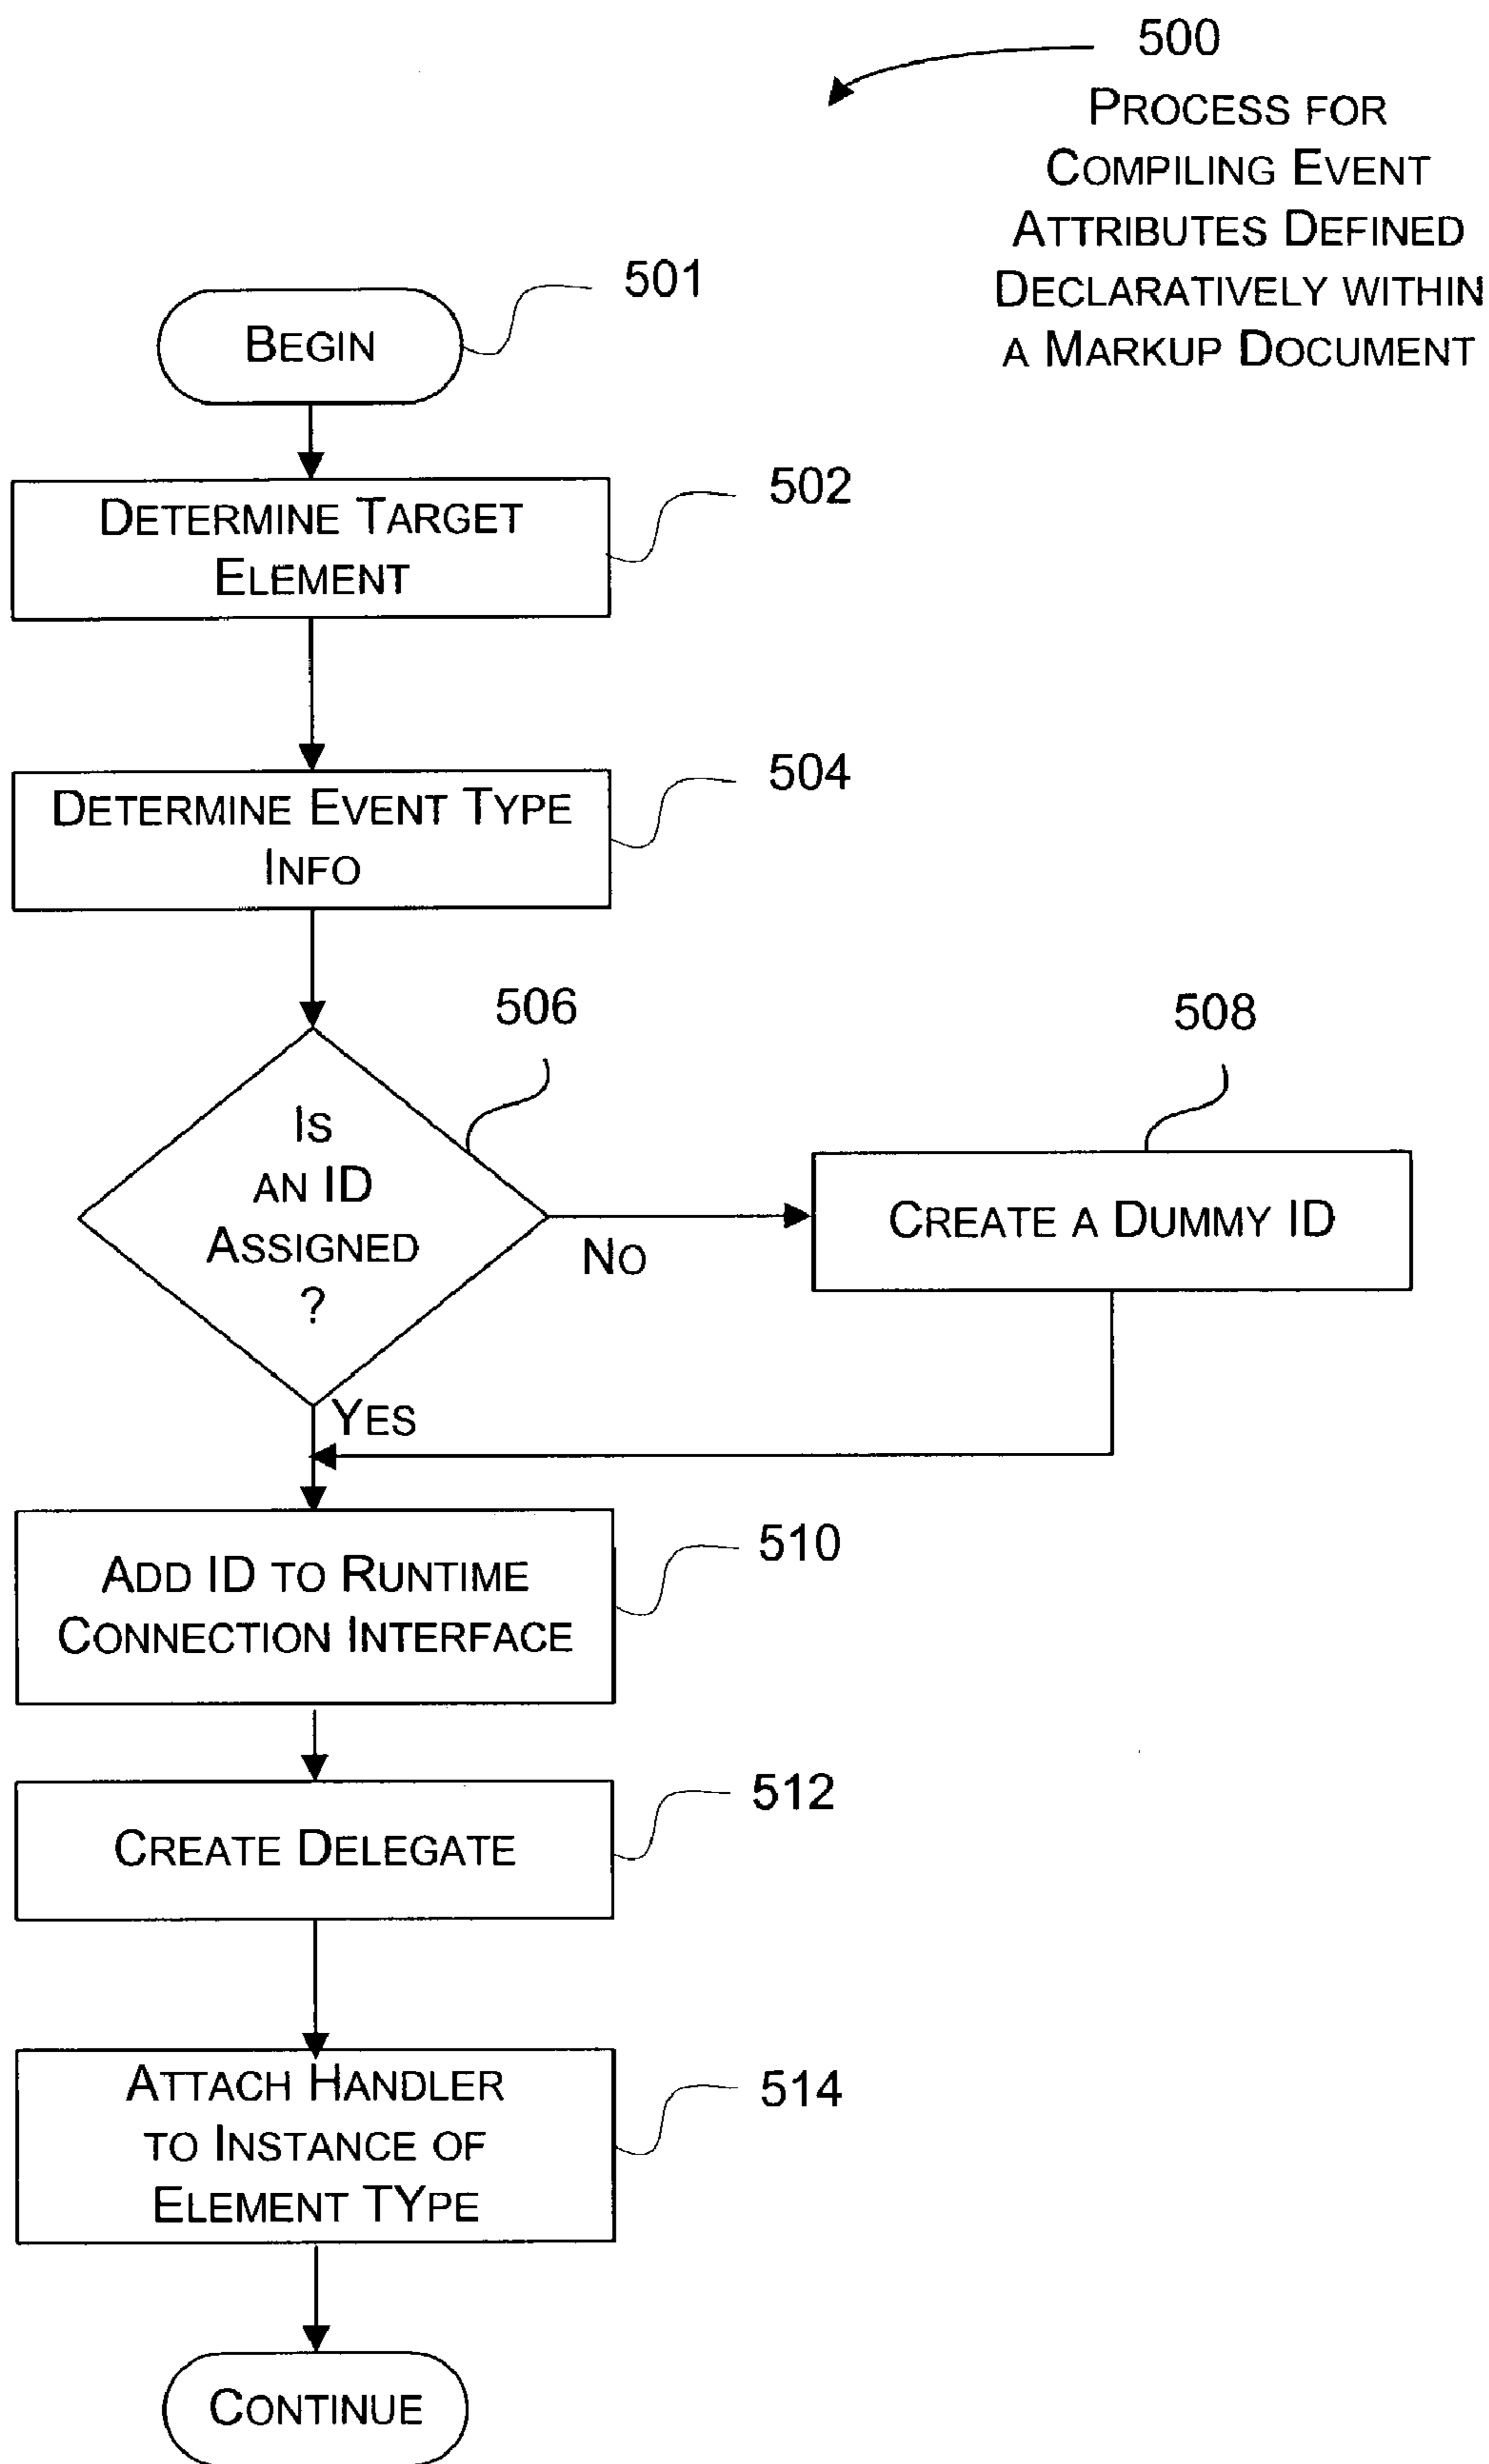 500
PROCESS FOR
COMPILING EVENT
ATTRIBUTES DEFINED
DECLARATIVELY WITHIN
A MARKUP DOCUMENT
501
BEGIN
502
DETERMINE TARGET
ELEMENT
504
DETERMINE EVENT TYPE
INFO
506
508
IS
AN ID
ASSIGNED
?
NO
CREATE A DUMMY ID
YES
510
ADD ID TO RUNTIME
CONNECTION INTERFACE
512
CREATE DELEGATE
514
ATTACH HANDLER
TO INSTANCE OF
ELEMENT TYPE
CONTINUE